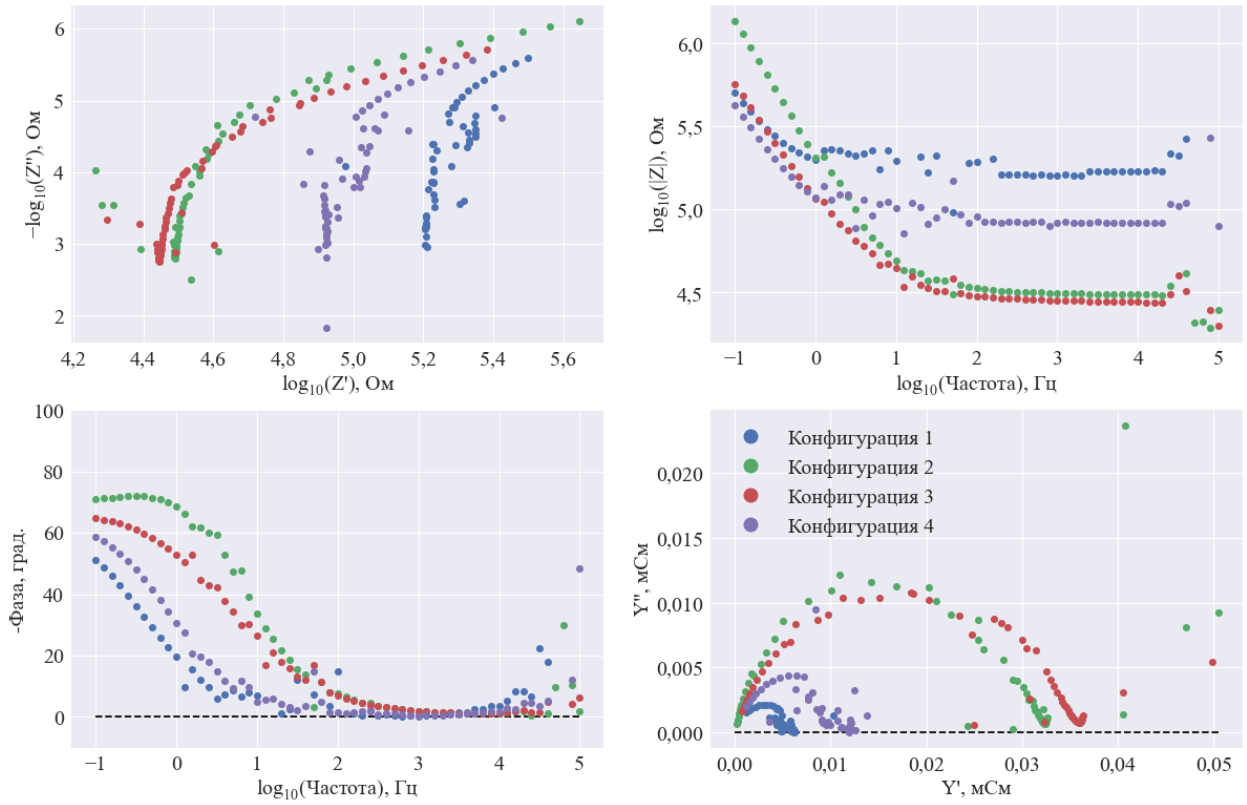 6
5
4
3
2
−log₁₀(Z''), Ом
4,2 4,4 4,6 4,8 5,0 5,2 5,4 5,6
log₁₀(Z'), Ом
6,0
5,5
5,0
4,5
log₁₀(|Z|), Ом
−1 0 1 2 3 4 5
log₁₀(Частота), Гц
100
80
60
40
20
0
-Фаза, град.
−1 0 1 2 3 4 5
log₁₀(Частота), Гц
Конфигурация 1
Конфигурация 2
Конфигурация 3
Конфигурация 4
0,020
0,015
0,010
0,005
0,000
Y'', мСм
0,00 0,01 0,02 0,03 0,04 0,05
Y', мСм